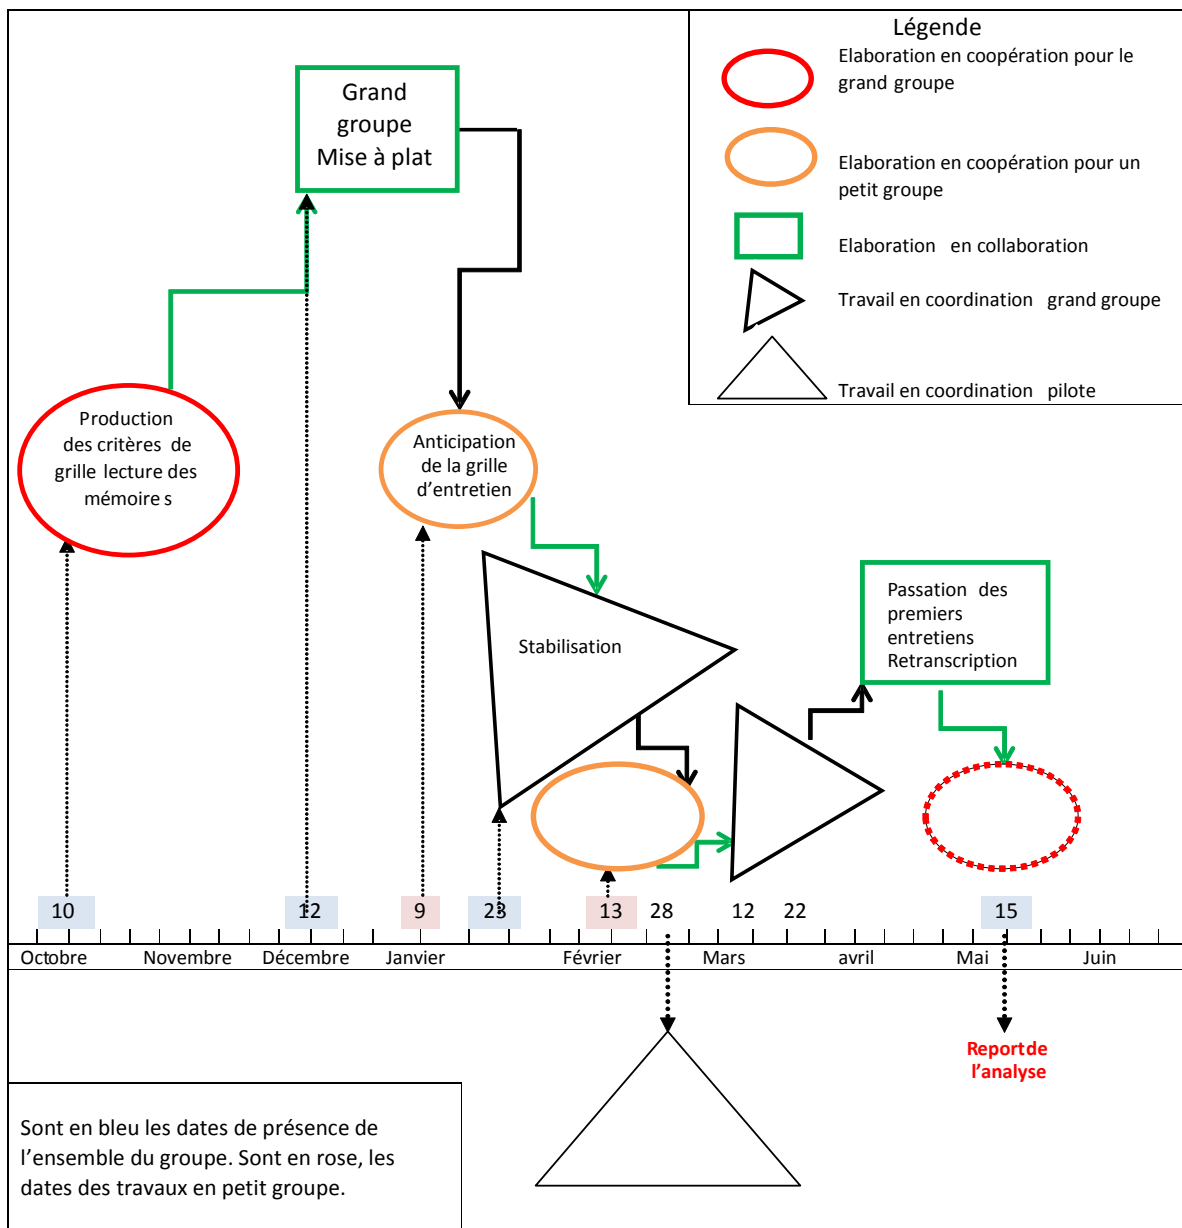 Légende
Elaboration en coopération pour le
grand groupe
Elaboration en coopération pour un
petit groupe
Elaboration en collaboration
Travail en coordination grand groupe
Travail en coordination pilote
Grand
groupe
Mise à plat
Production
des critères de
grille lecture des
mémoire s
Anticipation
de la grille
d'entretien
Stabilisation
Passation des
premiers
entretiens
Retranscription
10 12 9 23 13 28 12 22 15
Octobre Novembre Décembre Janvier Février Mars avril Mai Juin
Report de
l'analyse
Sont en bleu les dates de présence de
l'ensemble du groupe. Sont en rose, les
dates des travaux en petit groupe.